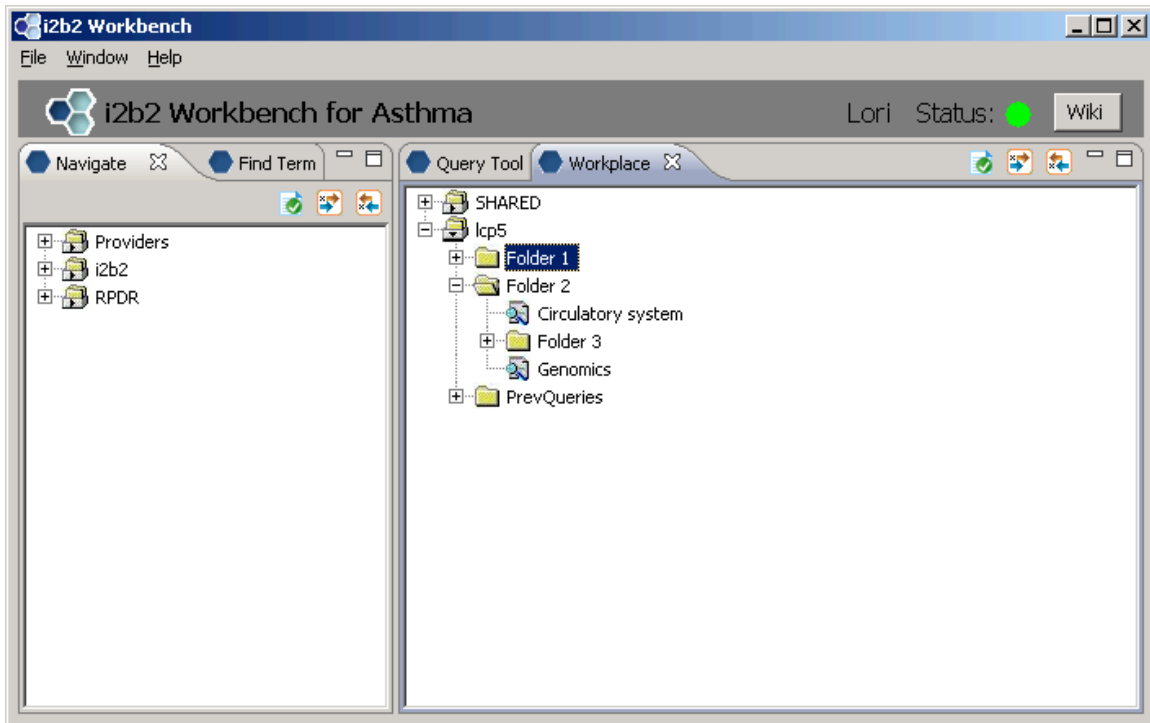 i2b2 Workbench
File Window Help
i2b2 Workbench for Asthma Lori Status: Wiki
Navigate Find Term Query Tool Workplace
Providers
i2b2
RPDR
SHARED
lcp5
Folder 1
Folder 2
Circulatory system
Folder 3
Genomics
PrevQueries